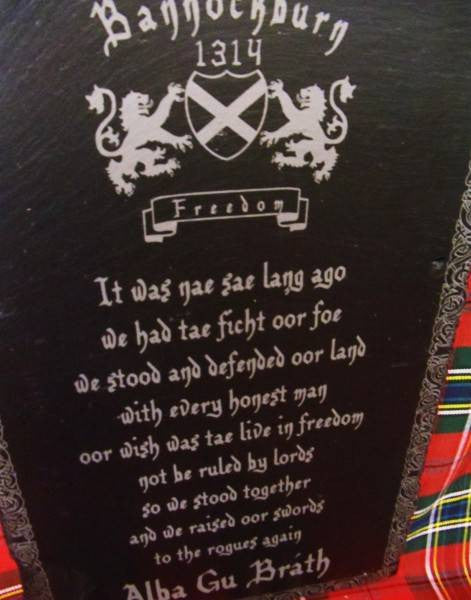 Bannockburn
1314
Freedom
It was nae sae lang ago
we had tae ficht oor foe
we stood and defended oor land
with every honest man
oor wish was tae live in freedom
not be ruled by lords
so we stood together
and we raised oor swords
to the rogues again
Alba Gu Bráth